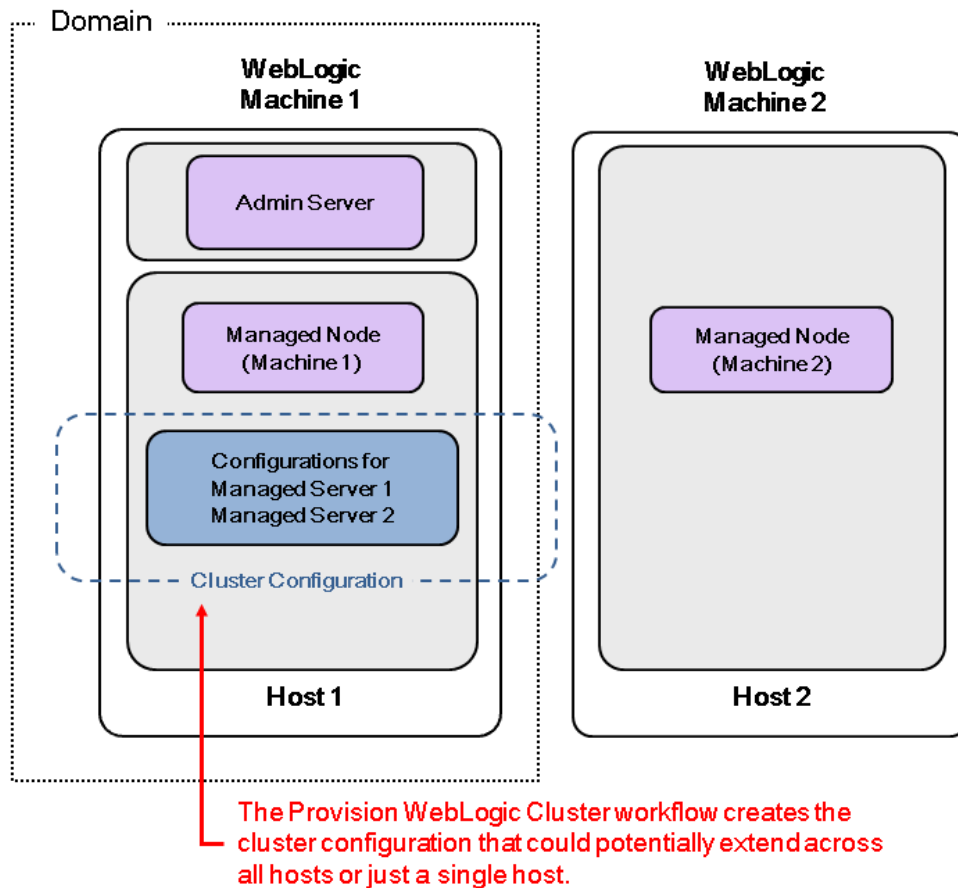 Domain
WebLogic
Machine 1
WebLogic
Machine 2
Admin Server
Managed Node
(Machine 1)
Managed Node
(Machine 2)
Configurations for
Managed Server 1
Managed Server 2
Cluster Configuration
Host 1
Host 2
The Provision WebLogic Cluster workflow creates the
cluster configuration that could potentially extend across
all hosts or just a single host.